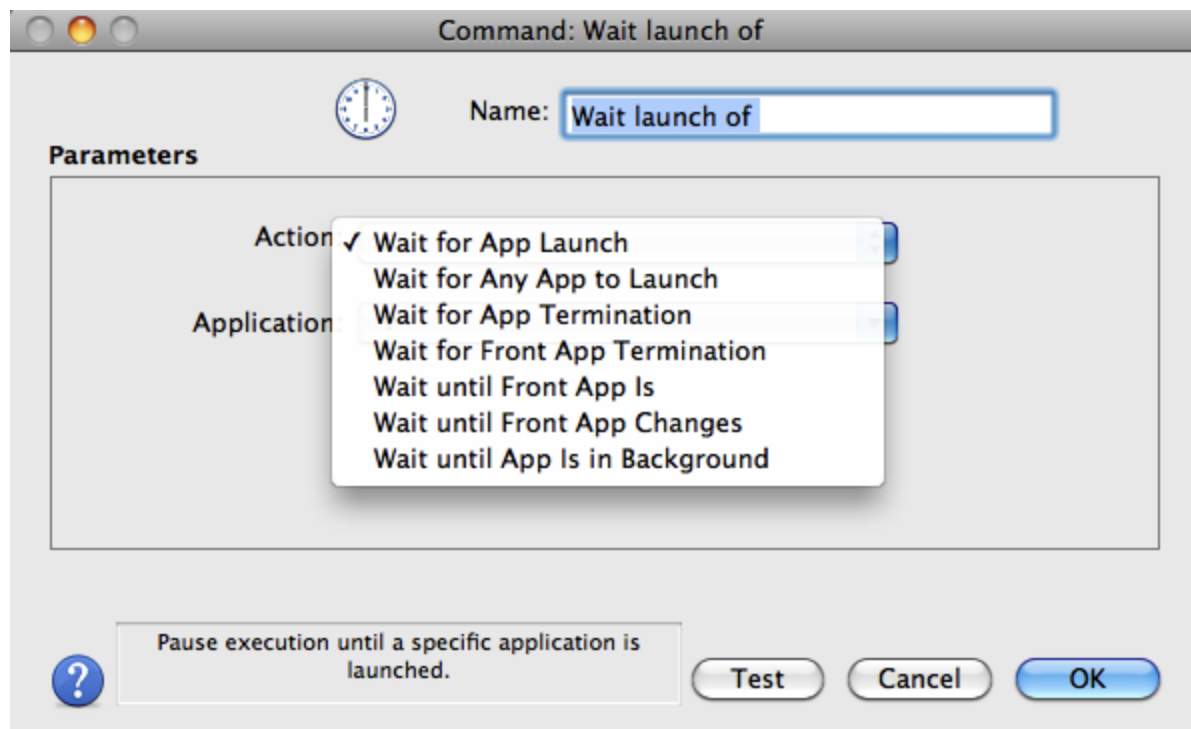 Command: Wait launch of
Name: Wait launch of
Parameters
Action
✓ Wait for App Launch
Wait for Any App to Launch
Application:
Wait for App Termination
Wait for Front App Termination
Wait until Front App Is
Wait until Front App Changes
Wait until App Is in Background
Pause execution until a specific application is
launched.
?
Test
Cancel
OK